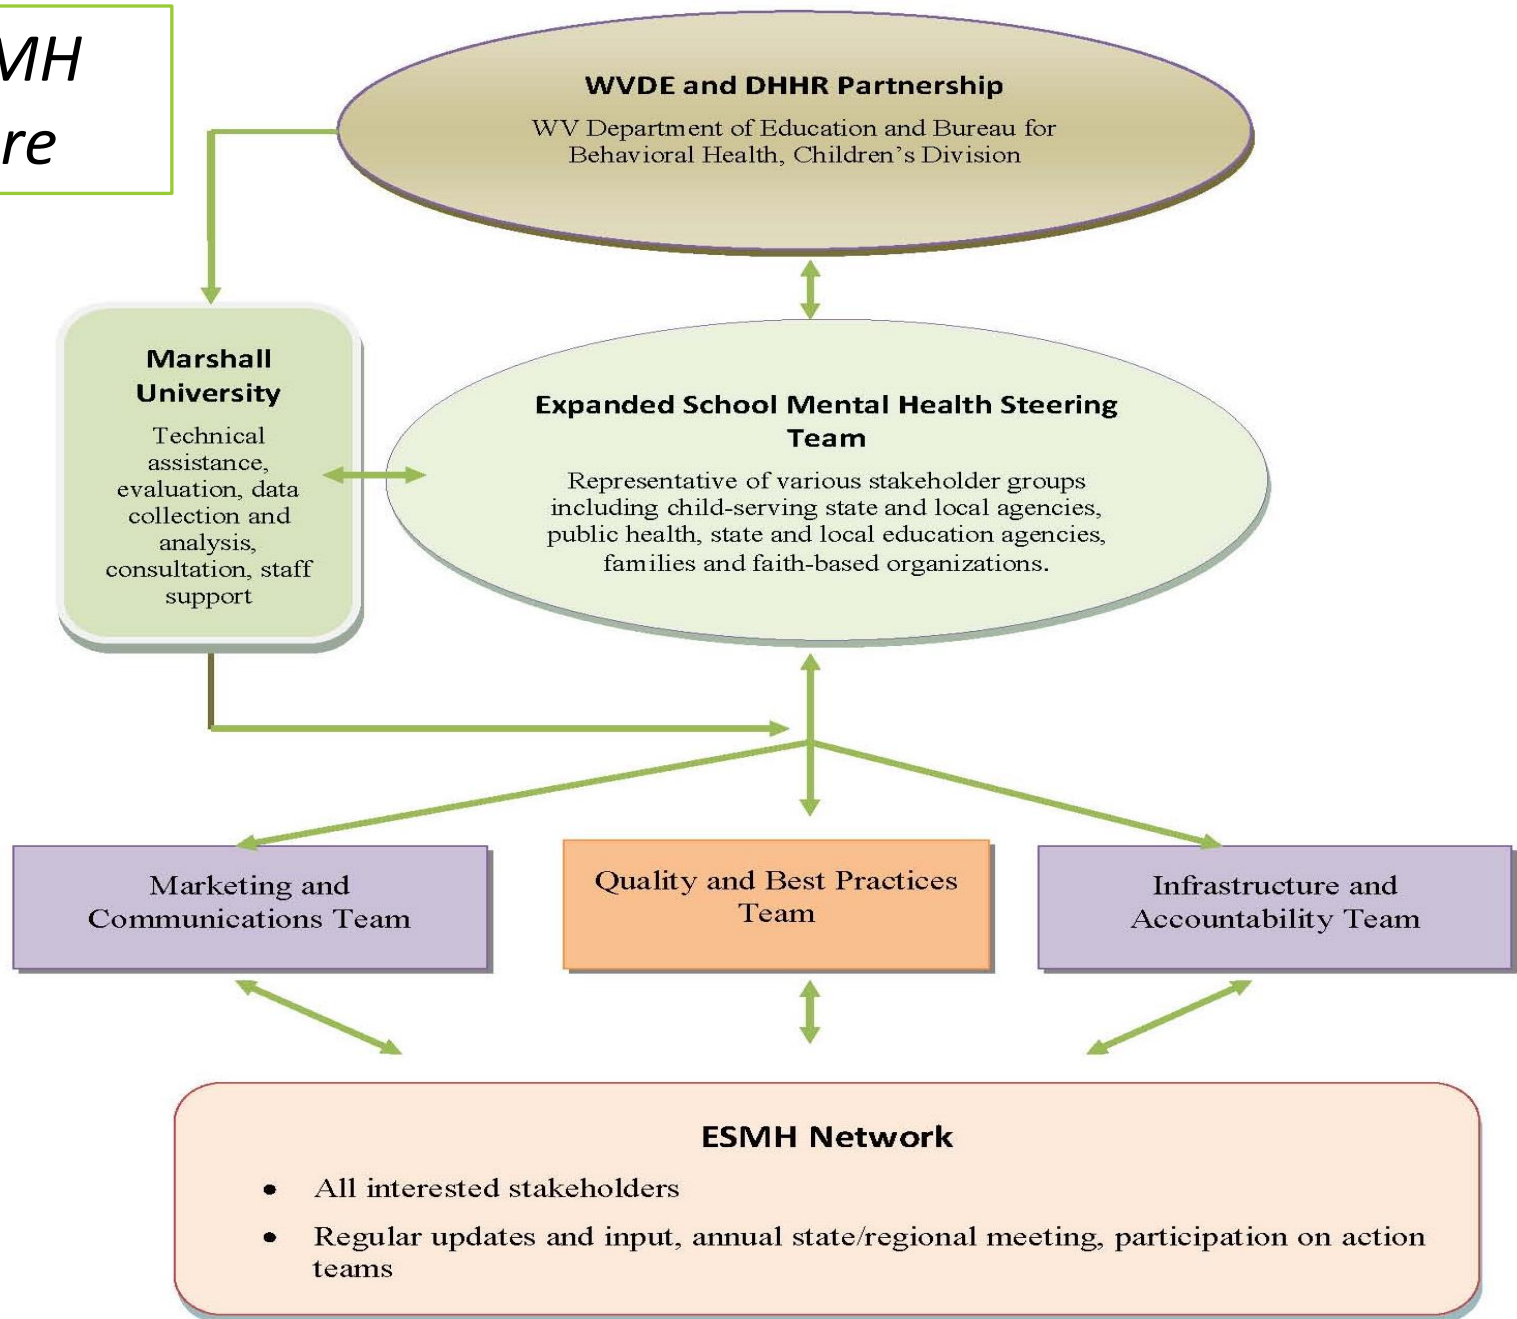 MH
re
WVDE and DHHR Partnership
WV Department of Education and Bureau for
Behavioral Health, Children's Division
Marshall
University
Technical
assistance,
evaluation, data
collection and
analysis,
consultation, staff
support
Expanded School Mental Health Steering
Team
Representative of various stakeholder groups
including child-serving state and local agencies,
public health, state and local education agencies,
families and faith-based organizations.
Marketing and
Communications Team
Quality and Best Practices
Team
Infrastructure and
Accountability Team
ESMH Network
• All interested stakeholders
• Regular updates and input, annual state/regional meeting, participation on action
teams